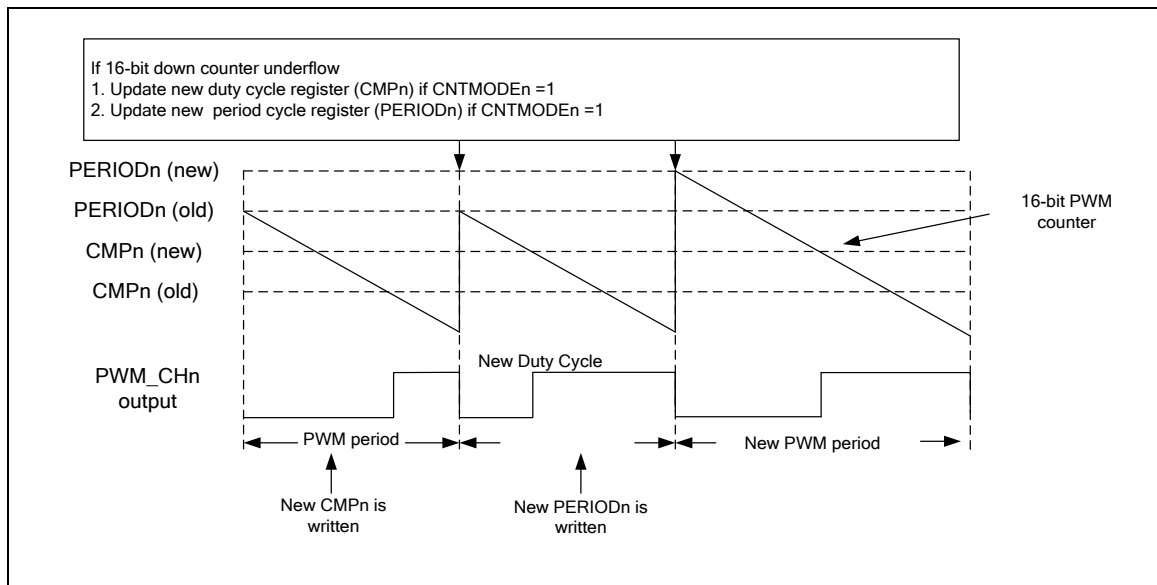 If 16-bit down counter underflow
1. Update new duty cycle register (CMPn) if CNTMODEn =1
2. Update new period cycle register (PERIODn) if CNTMODEn =1
PERIODn (new)
PERIODn (old)
16-bit PWM
counter
CMPn (new)
CMPn (old)
New Duty Cycle
PWM_CHn
output
PWM period
New PWM period
New CMPn is
written
New PERIODn is
written